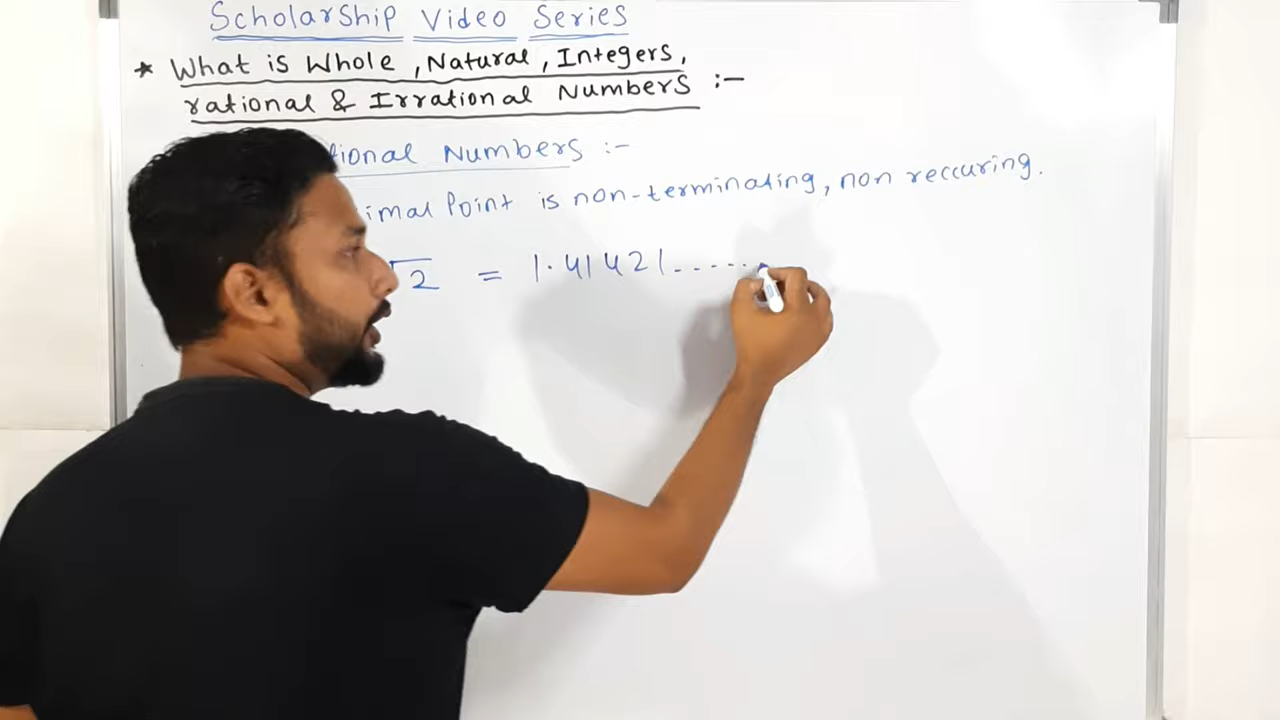 Scholarship Video Series
* What is Whole, Natural, Integers,
rational & Irrational Numbers :-
tional Numbers :-
imal Point is non-terminating, non reccuring.
√2 = 1.41421.......